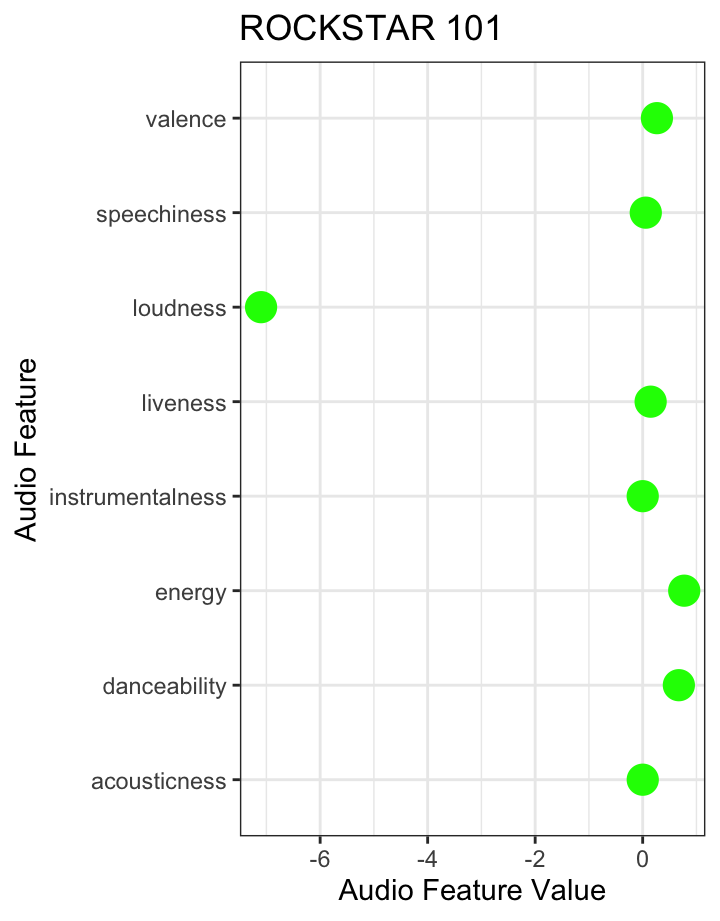 ROCKSTAR 101
Audio Feature
valence
speechiness
loudness
liveness
instrumentalness
energy
danceability
acousticness
-6 -4 -2 0
Audio Feature Value